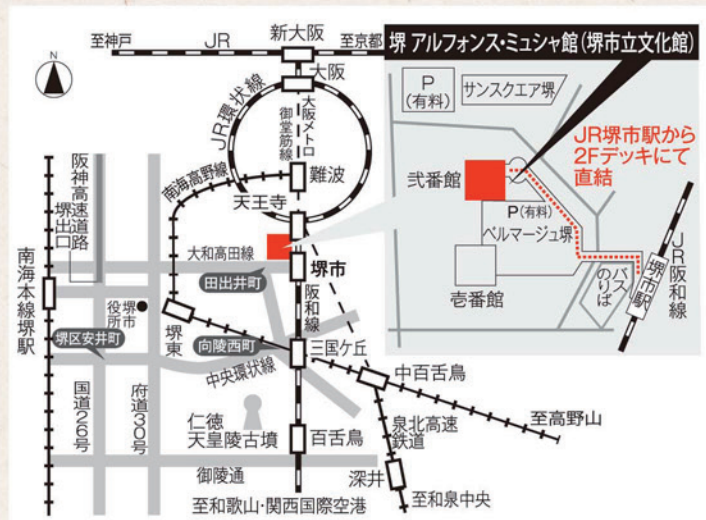 N
至神戸
JR
新大阪
至京都
大阪
JR環状線
大阪メトロ
御堂筋線
南海高野線
難波
天王寺
阪神高速道路
堺出口
大和高田線
堺市
田出井町
南海本線堺駅
堺市
役所
堺区安井町
堺東
向陵西町
阪和線
三国ケ丘
中央環状線
中百舌鳥
至高野山
国道26号
府道30号
仁徳
天皇陵古墳
百舌鳥
泉北高速
鉄道
御陵通
深井
至和歌山・関西国際空港
至和泉中央
堺 アルフォンス・ミュシャ館(堺市立文化館)
P
(有料)
サンスクエア堺
JR堺市駅から
2Fデッキにて
直結
弐番館
P(有料)
ベルマージュ堺
壱番館
バス
のりば
堺市駅
JR阪和線